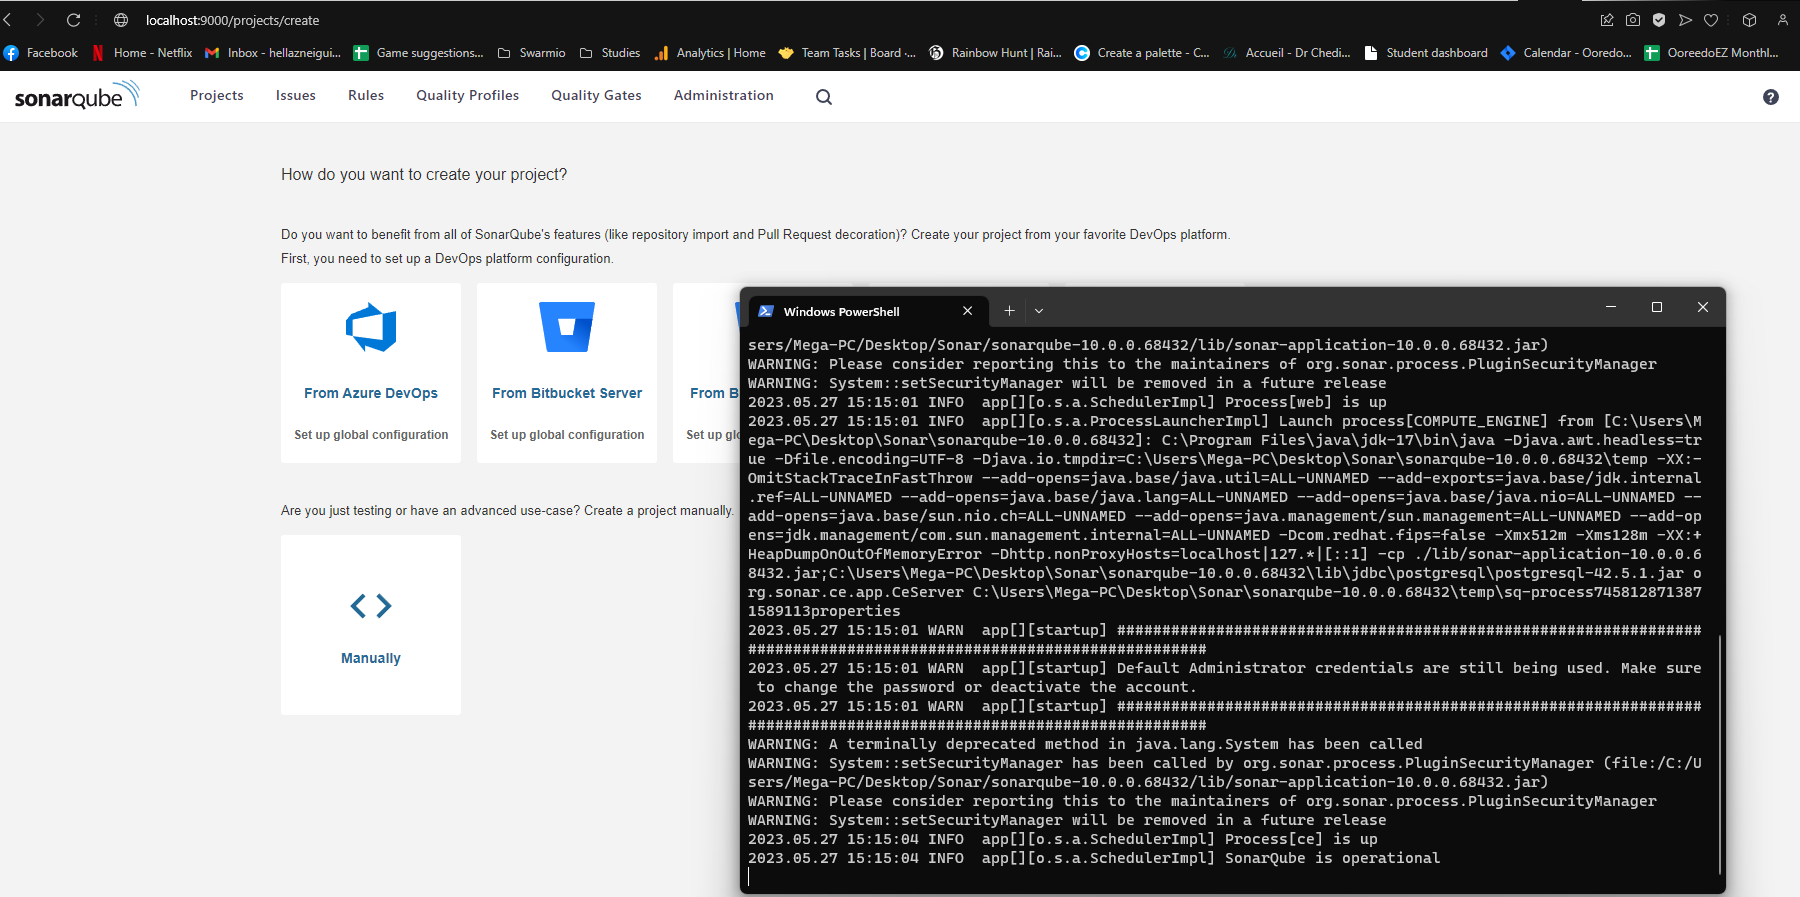 localhost:9000/projects/create
Facebook
Home - Netflix
Inbox - hellazneigui...
Game suggestions...
Swarmio
Studies
Analytics | Home
Team Tasks | Board -...
Rainbow Hunt | Rai...
Create a palette - C...
Accueil - Dr Chedi...
Student dashboard
Calendar - Ooredo...
OoreedoEZ Monthl...
sonarqube
Projects
Issues
Rules
Quality Profiles
Quality Gates
Administration
How do you want to create your project?
Do you want to benefit from all of SonarQube's features (like repository import and Pull Request decoration)? Create your project from your favorite DevOps platform.
First, you need to set up a DevOps platform configuration.
From Azure DevOps
Set up global configuration
From Bitbucket Server
Set up global configuration
From B
Set up glo
Are you just testing or have an advanced use-case? Create a project manually.
Manually
Windows PowerShell
sers/Mega-PC/Desktop/Sonar/sonarqube-10.0.0.68432/lib/sonar-application-10.0.0.68432.jar)
WARNING: Please consider reporting this to the maintainers of org.sonar.process.PluginSecurityManager
WARNING: System::setSecurityManager will be removed in a future release
2023.05.27 15:15:01 INFO  app[][o.s.a.SchedulerImpl] Process[web] is up
2023.05.27 15:15:01 INFO  app[][o.s.a.ProcessLauncherImpl] Launch process[COMPUTE_ENGINE] from [C:\Users\M
ega-PC\Desktop\Sonar\sonarqube-10.0.0.68432]: C:\Program Files\java\jdk-17\bin\java -Djava.awt.headless=tr
ue -Dfile.encoding=UTF-8 -Djava.io.tmpdir=C:\Users\Mega-PC\Desktop\Sonar\sonarqube-10.0.0.68432\temp -XX:-
OmitStackTraceInFastThrow --add-opens=java.base/java.util=ALL-UNNAMED --add-exports=java.base/jdk.internal
.ref=ALL-UNNAMED --add-opens=java.base/java.lang=ALL-UNNAMED --add-opens=java.base/java.nio=ALL-UNNAMED --
add-opens=java.base/sun.nio.ch=ALL-UNNAMED --add-opens=java.management/sun.management=ALL-UNNAMED --add-op
ens=jdk.management/com.sun.management.internal=ALL-UNNAMED -Dcom.redhat.fips=false -Xmx512m -Xms128m -XX:+
HeapDumpOnOutOfMemoryError -Dhttp.nonProxyHosts=localhost|127.*|[::1] -cp ./lib/sonar-application-10.0.0.6
8432.jar;C:\Users\Mega-PC\Desktop\Sonar\sonarqube-10.0.0.68432\lib\jdbc\postgresql\postgresql-42.5.1.jar o
rg.sonar.ce.app.CeServer C:\Users\Mega-PC\Desktop\Sonar\sonarqube-10.0.0.68432\temp\sq-process745812871387
1589113properties
2023.05.27 15:15:01 WARN  app[][startup] #################################################################
###################################################
2023.05.27 15:15:01 WARN  app[][startup] Default Administrator credentials are still being used. Make sure
 to change the password or deactivate the account.
2023.05.27 15:15:01 WARN  app[][startup] #################################################################
###################################################
WARNING: A terminally deprecated method in java.lang.System has been called
WARNING: System::setSecurityManager has been called by org.sonar.process.PluginSecurityManager (file:/C:/U
sers/Mega-PC/Desktop/Sonar/sonarqube-10.0.0.68432/lib/sonar-application-10.0.0.68432.jar)
WARNING: Please consider reporting this to the maintainers of org.sonar.process.PluginSecurityManager
WARNING: System::setSecurityManager will be removed in a future release
2023.05.27 15:15:04 INFO  app[][o.s.a.SchedulerImpl] Process[ce] is up
2023.05.27 15:15:04 INFO  app[][o.s.a.SchedulerImpl] SonarQube is operational